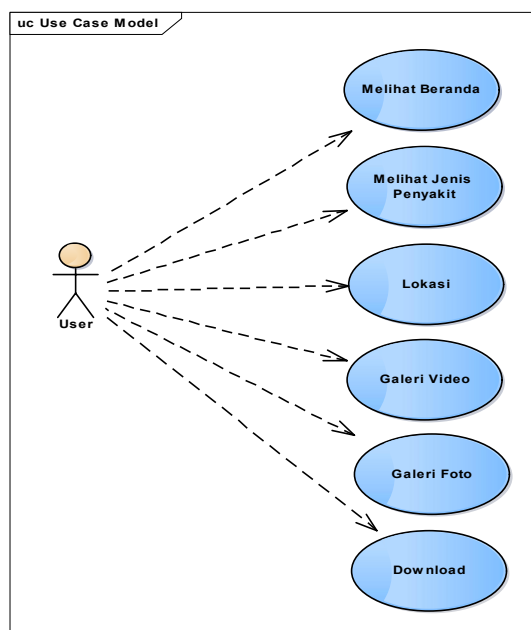 uc Use Case Model
Melihat Beranda
Melihat Jenis
Penyakit
Lokasi
User
Galeri Video
Galeri Foto
Download